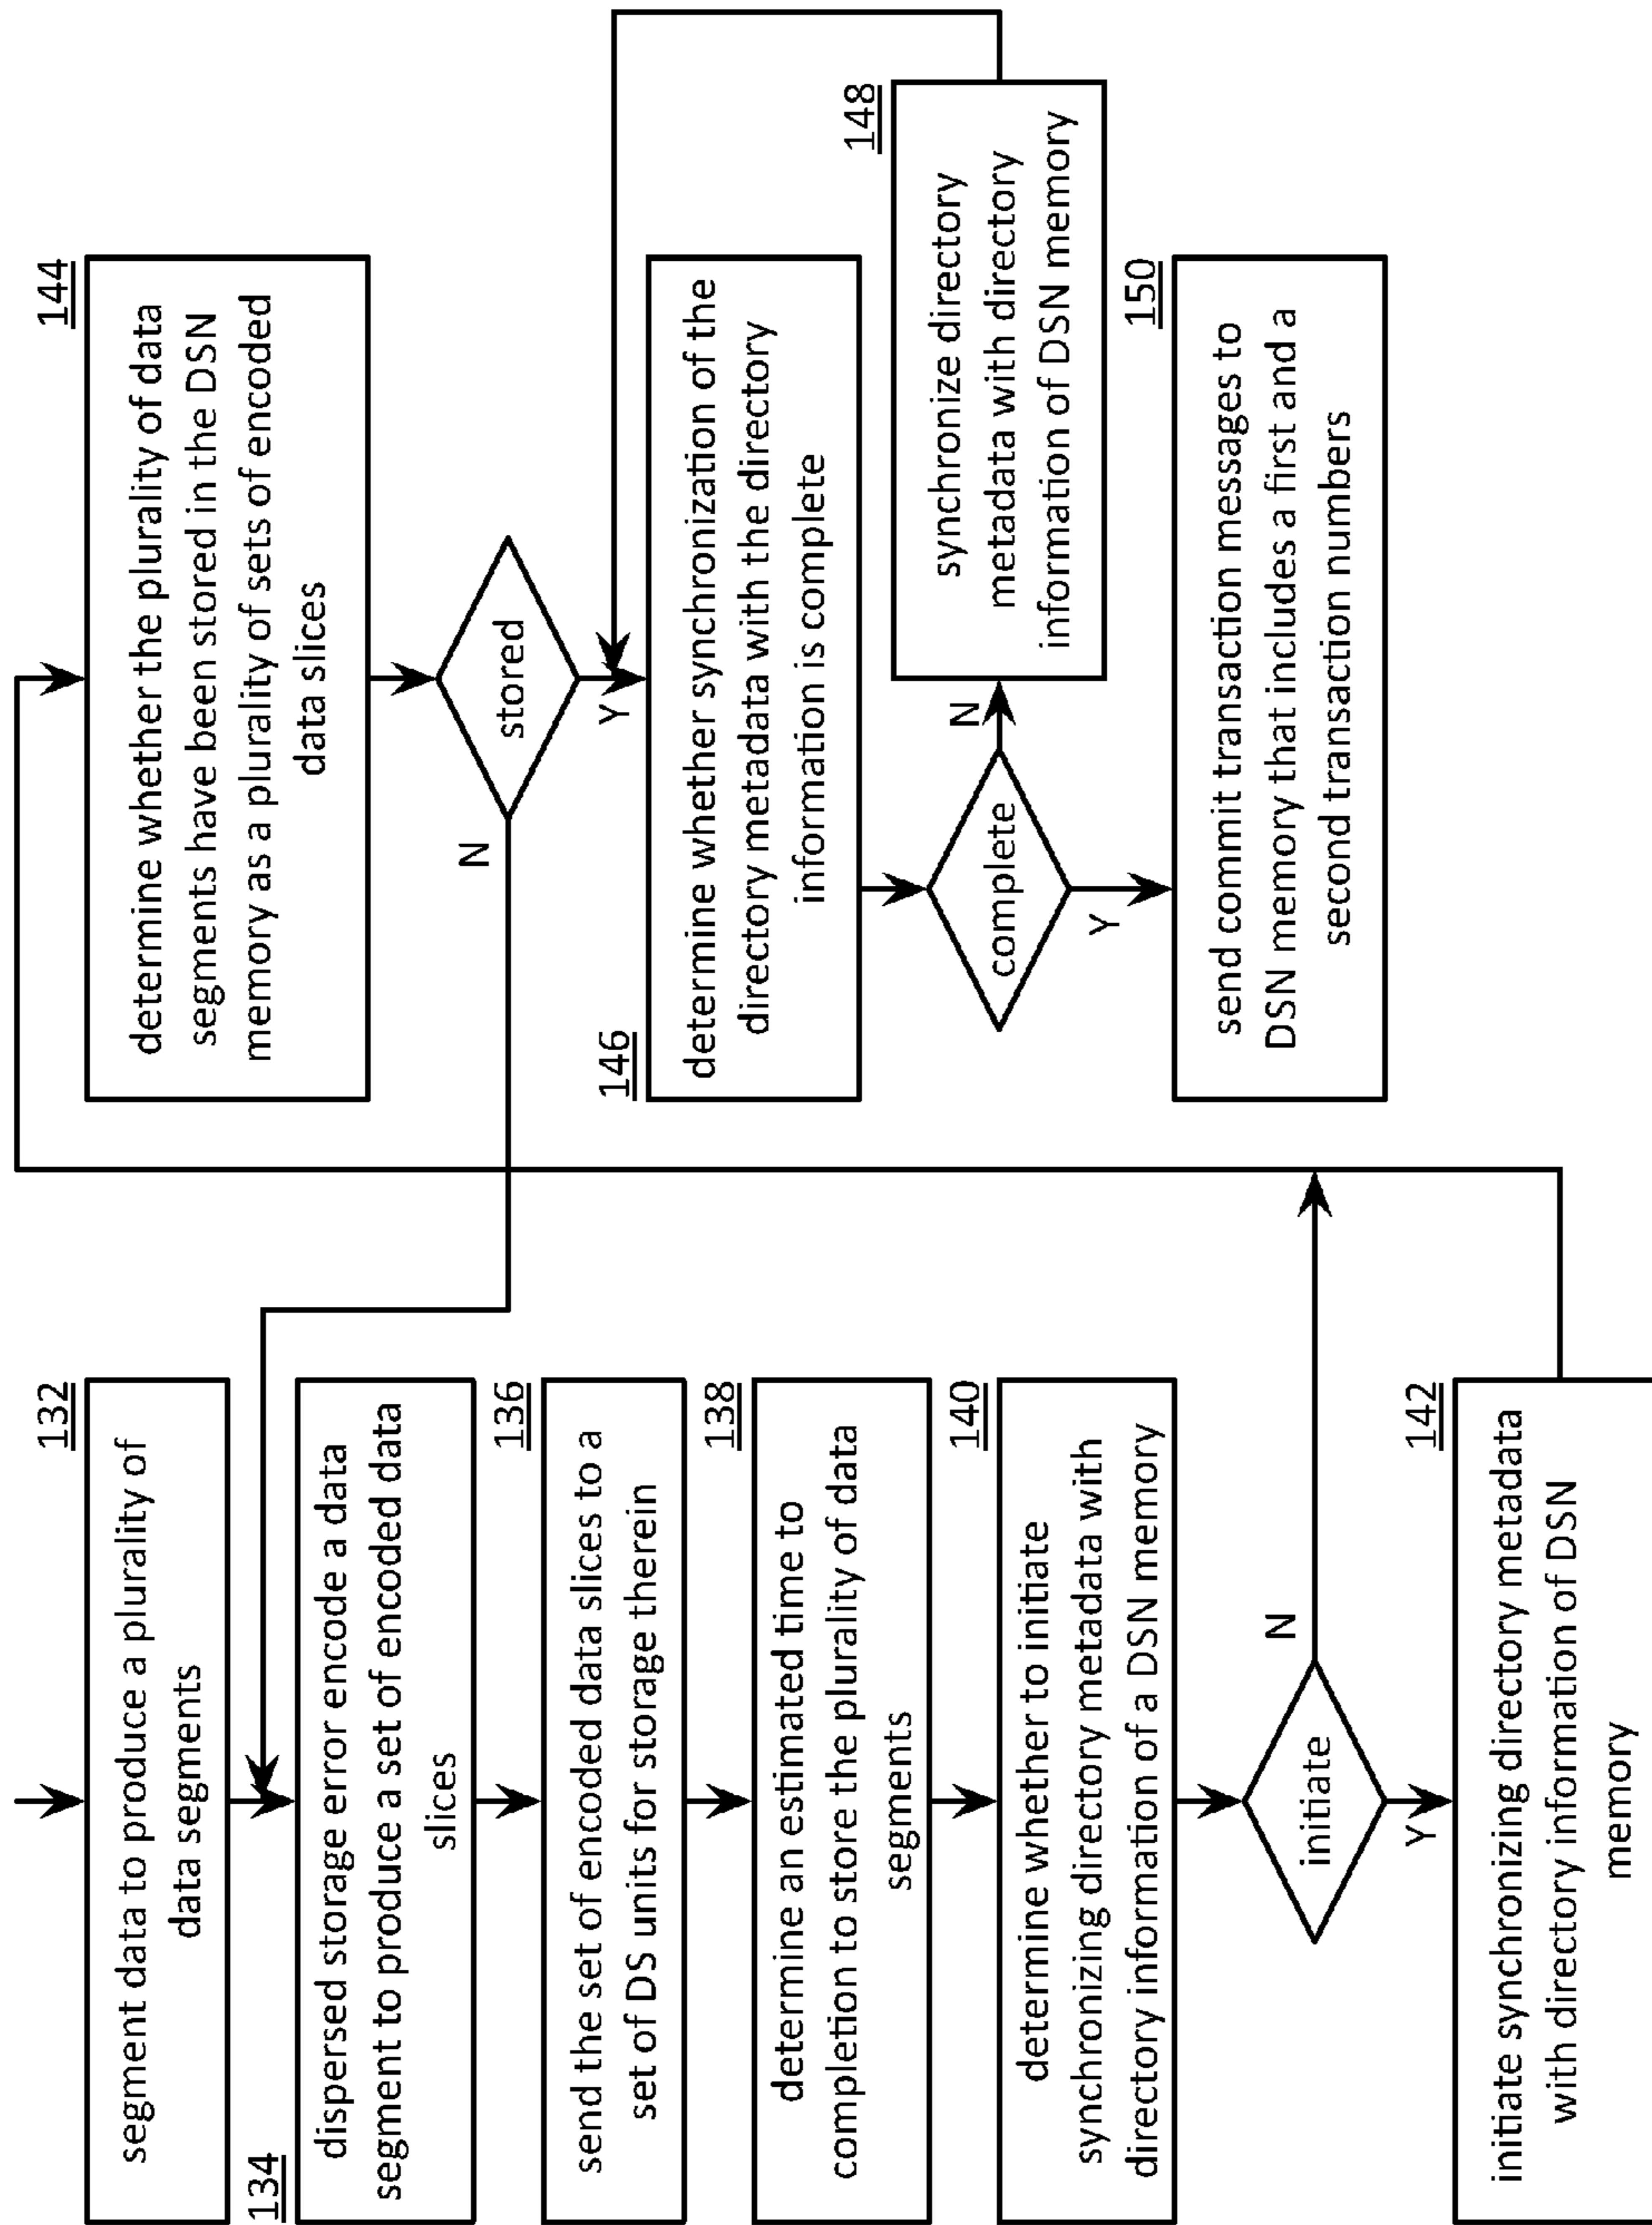 132
segment data to produce a plurality of
data segments
134
dispersed storage error encode a data
segment to produce a set of encoded data
slices
136
send the set of encoded data slices to a
set of DS units for storage therein
138
determine an estimated time to
completion to store the plurality of data
segments
140
determine whether to initiate
synchronizing directory metadata with
directory information of a DSN memory
initiate
N
Y
142
initiate synchronizing directory metadata
with directory information of DSN
memory
144
determine whether the plurality of data
segments have been stored in the DSN
memory as a plurality of sets of encoded
data slices
stored
N
Y
146
determine whether synchronization of the
directory metadata with the directory
information is complete
complete
N
Y
148
synchronize directory
metadata with directory
information of DSN memory
150
send commit transaction messages to
DSN memory that includes a first and a
second transaction numbers